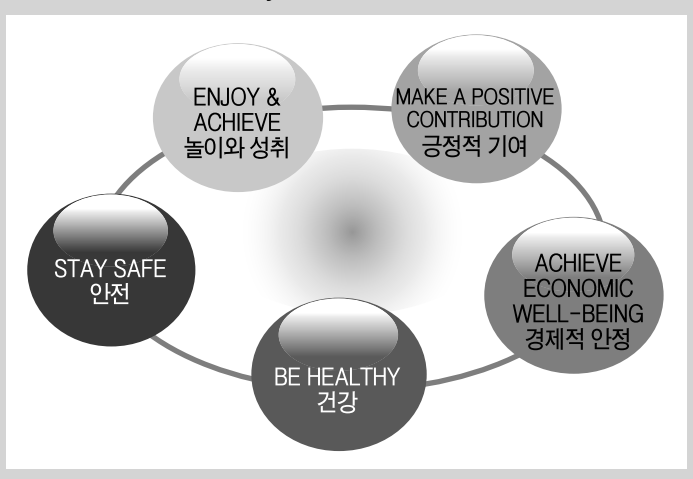 ENJOY &
ACHIEVE
놀이와 성취
MAKE A POSITIVE
CONTRIBUTION
긍정적 기여
STAY SAFE
안전
ACHIEVE
ECONOMIC
WELL-BEING
경제적 안정
BE HEALTHY
건강